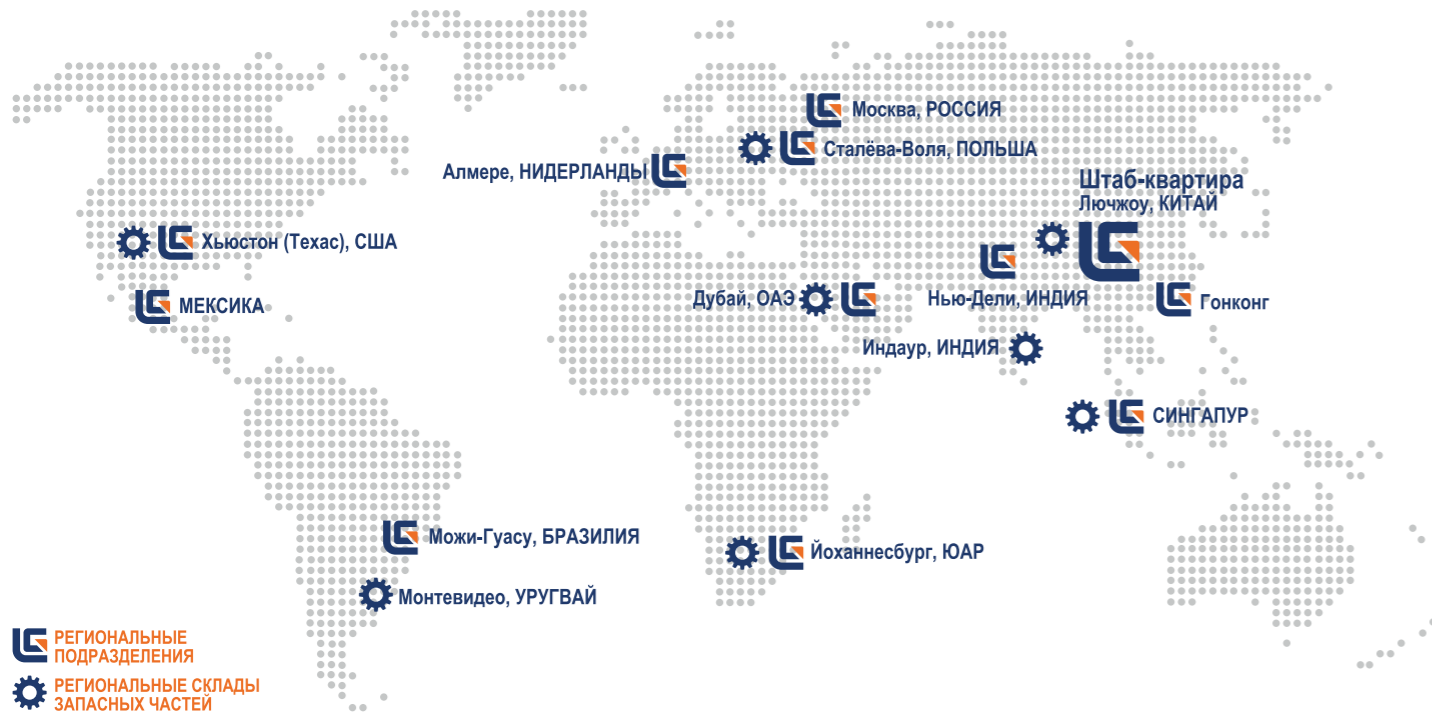 Москва, РОССИЯ
Сталёва-Воля, ПОЛЬША
Алмере, НИДЕРЛАНДЫ
Штаб-квартира
Лючжоу, КИТАЙ
Хьюстон (Техас), США
МЕКСИКА
Дубай, ОАЭ
Нью-Дели, ИНДИЯ
Гонконг
Индаур, ИНДИЯ
СИНГАПУР
Можи-Гуасу, БРАЗИЛИЯ
Йоханнесбург, ЮАР
Монтевидео, УРУГВАЙ
РЕГИОНАЛЬНЫЕ
ПОДРАЗДЕЛЕНИЯ
РЕГИОНАЛЬНЫЕ СКЛАДЫ
ЗАПАСНЫХ ЧАСТЕЙ